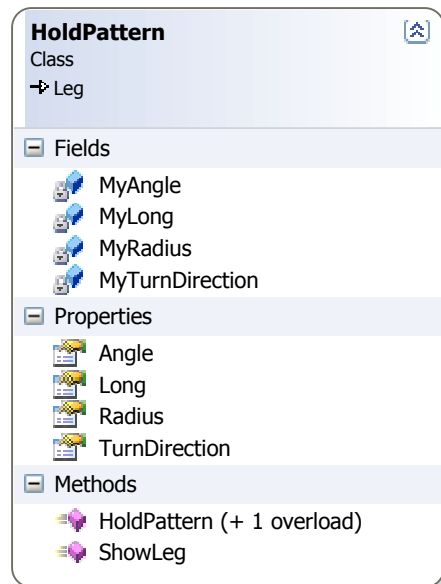 HoldPattern
Class
Leg
Fields
MyAngle
MyLong
MyRadius
MyTurnDirection
Properties
Angle
Long
Radius
TurnDirection
Methods
HoldPattern (+ 1 overload)
ShowLeg